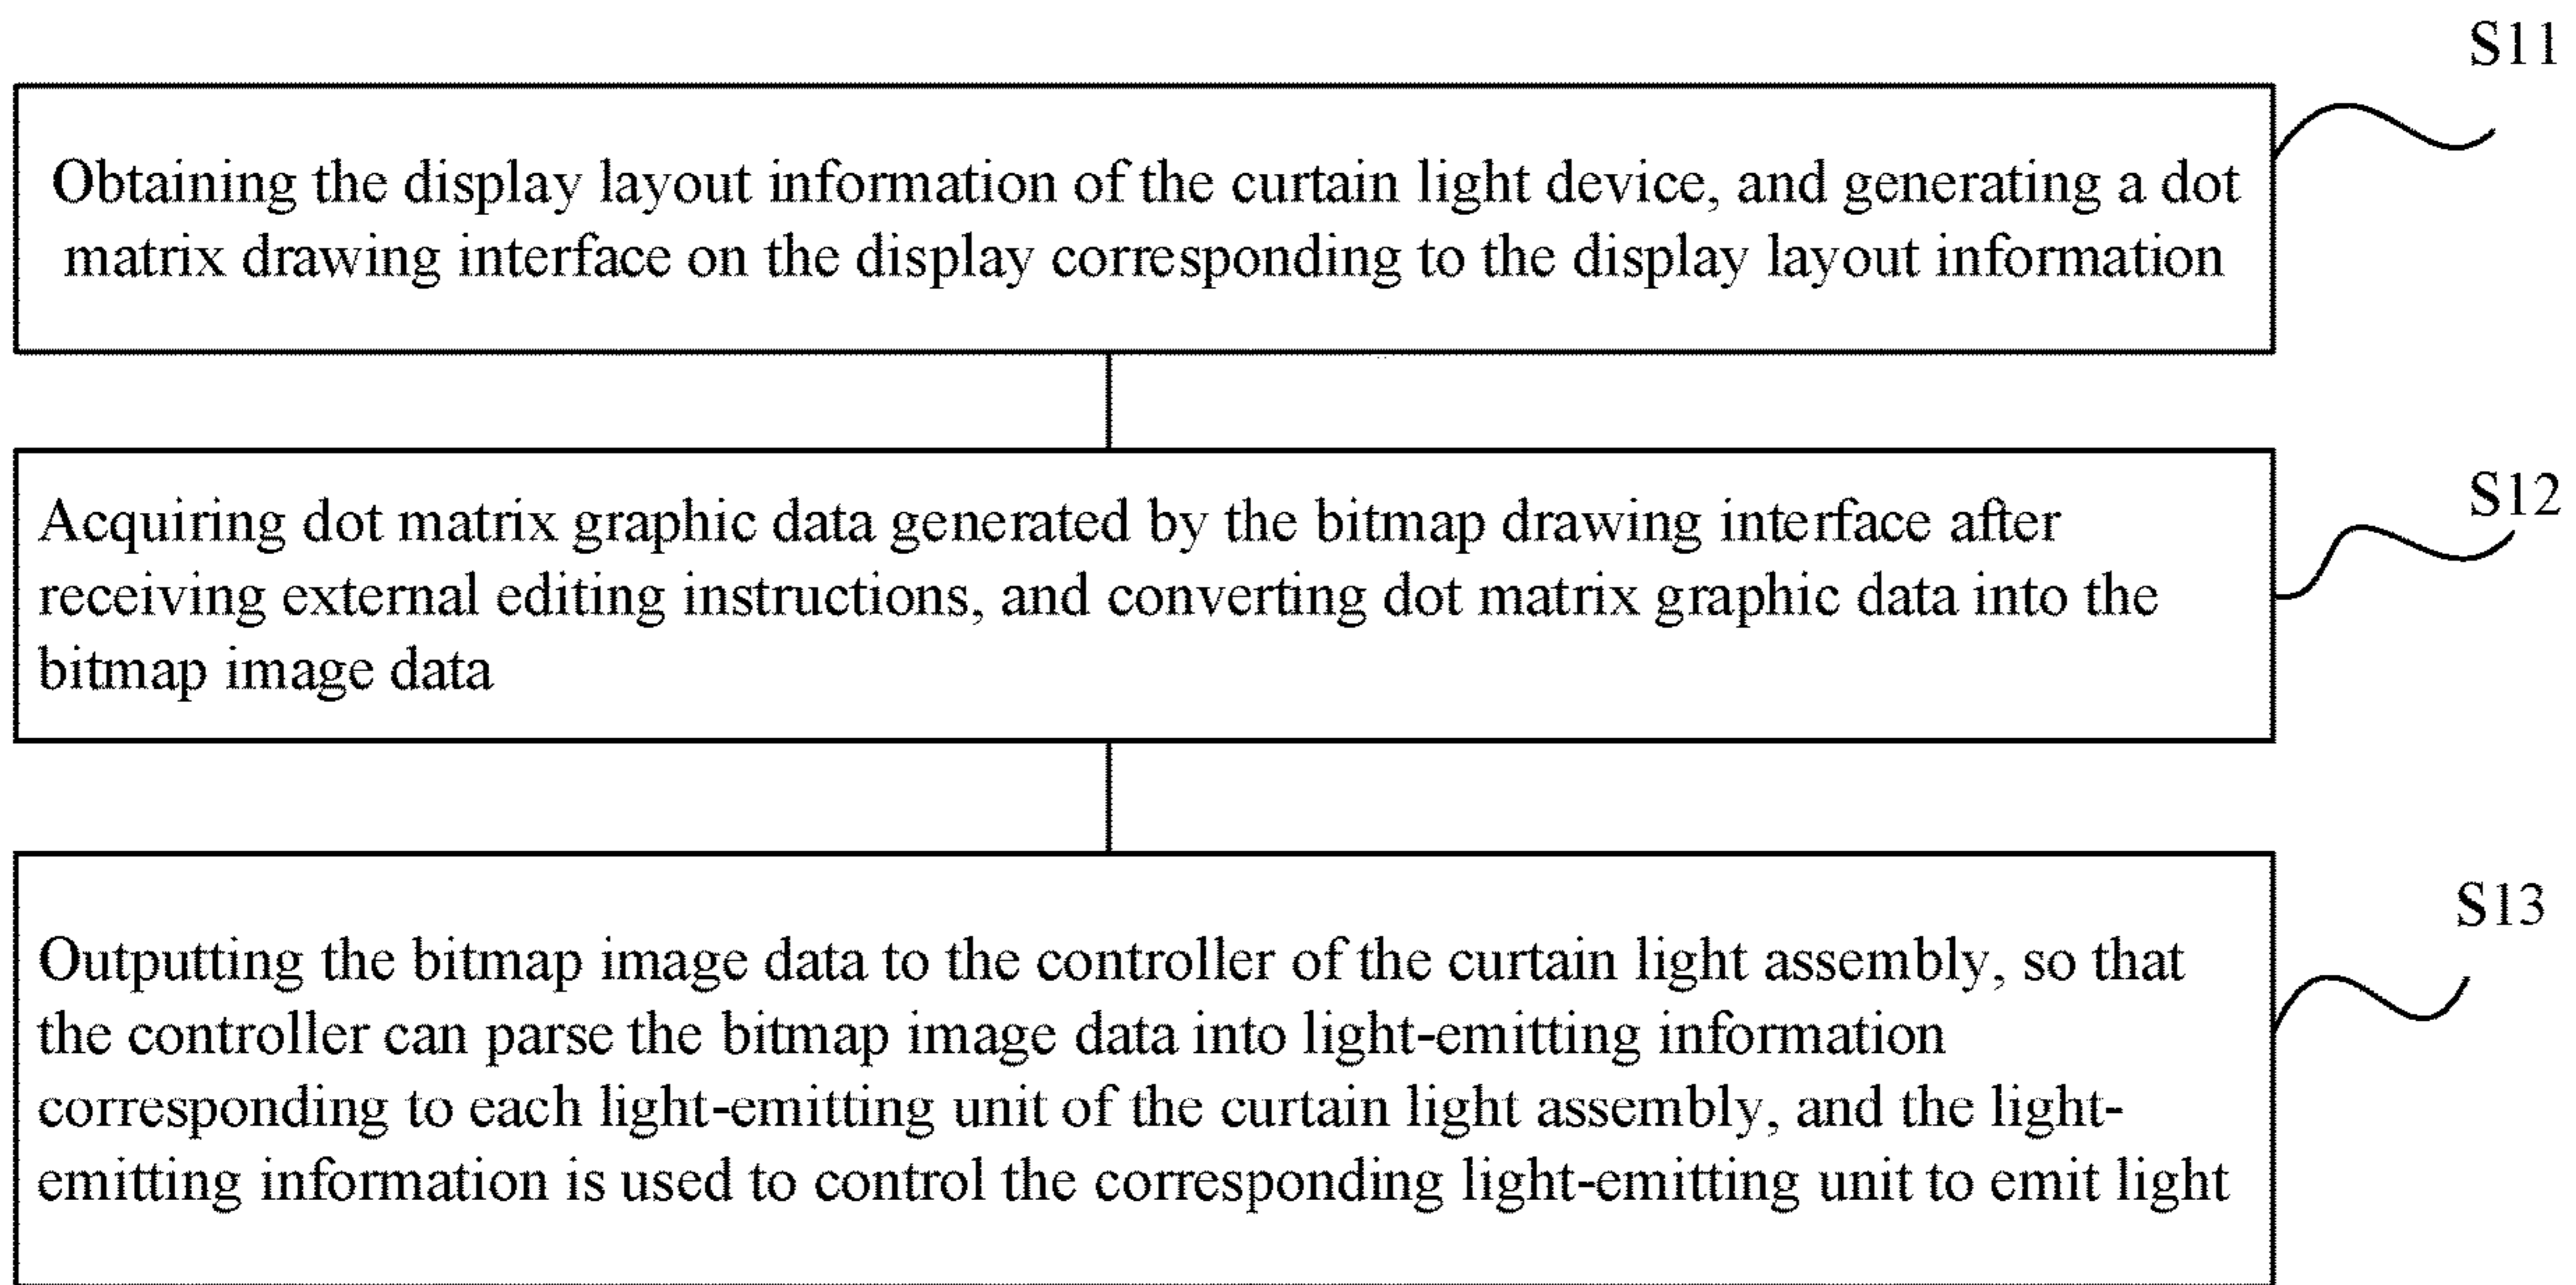 S11
Obtaining the display layout information of the curtain light device, and generating a dot
matrix drawing interface on the display corresponding to the display layout information
S12
Acquiring dot matrix graphic data generated by the bitmap drawing interface after
receiving external editing instructions, and converting dot matrix graphic data into the
bitmap image data
S13
Outputting the bitmap image data to the controller of the curtain light assembly, so that
the controller can parse the bitmap image data into light-emitting information
corresponding to each light-emitting unit of the curtain light assembly, and the light-
emitting information is used to control the corresponding light-emitting unit to emit light